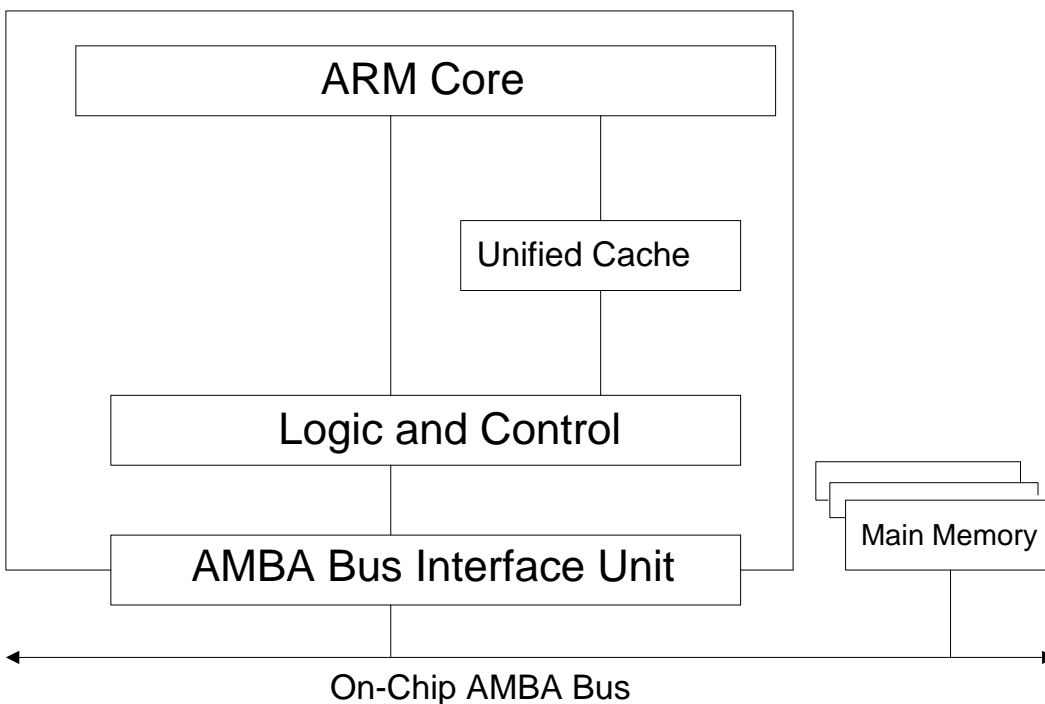 ARM Core
Unified Cache
Logic and Control
Main Memory
AMBA Bus Interface Unit
On-Chip AMBA Bus